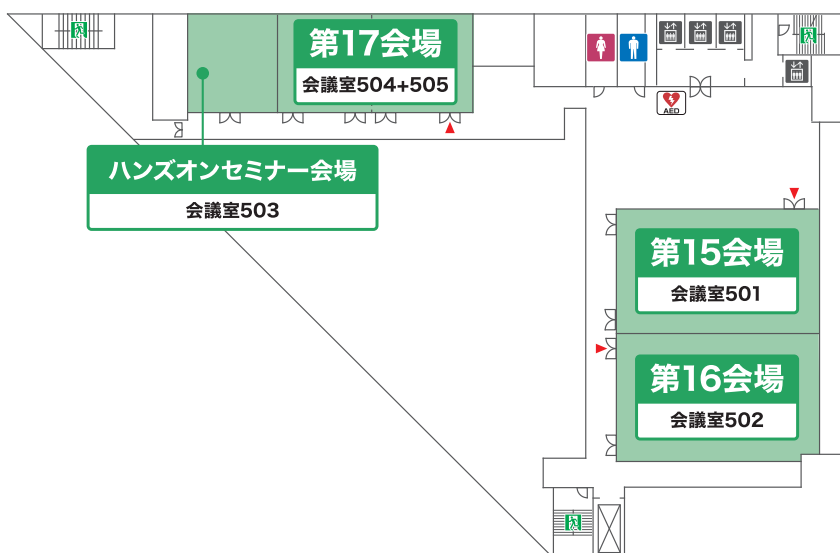 第17会場
会議室504+505
AED
ハンズオンセミナー会場
会議室503
第15会場
会議室501
第16会場
会議室502